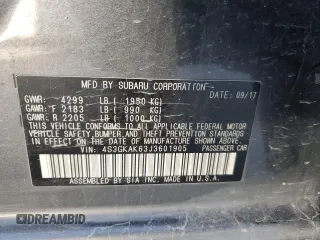 MFD BY SUBARU CORPORATION
DATE: 09/17
GVWR: 4299 LB ( 1950 KG)
GAWR: F 2183 LB ( 990 KG)
GAWR: R 2205 LB ( 1000 KG)
THIS VEHICLE CONFORMS TO ALL APPLICABLE
FEDERAL MOTOR VEHICLE SAFETY,
BUMPER, AND THEFT PREVENTION STANDARDS
IN EFFECT ON THE DATE OF MANUFACTURE
SHOWN ABOVE.
VIN: 4S3GKAK63J3601905
PASSENGER CAR
ASSEMBLED BY SIA, INC. MADE IN U.S.A.